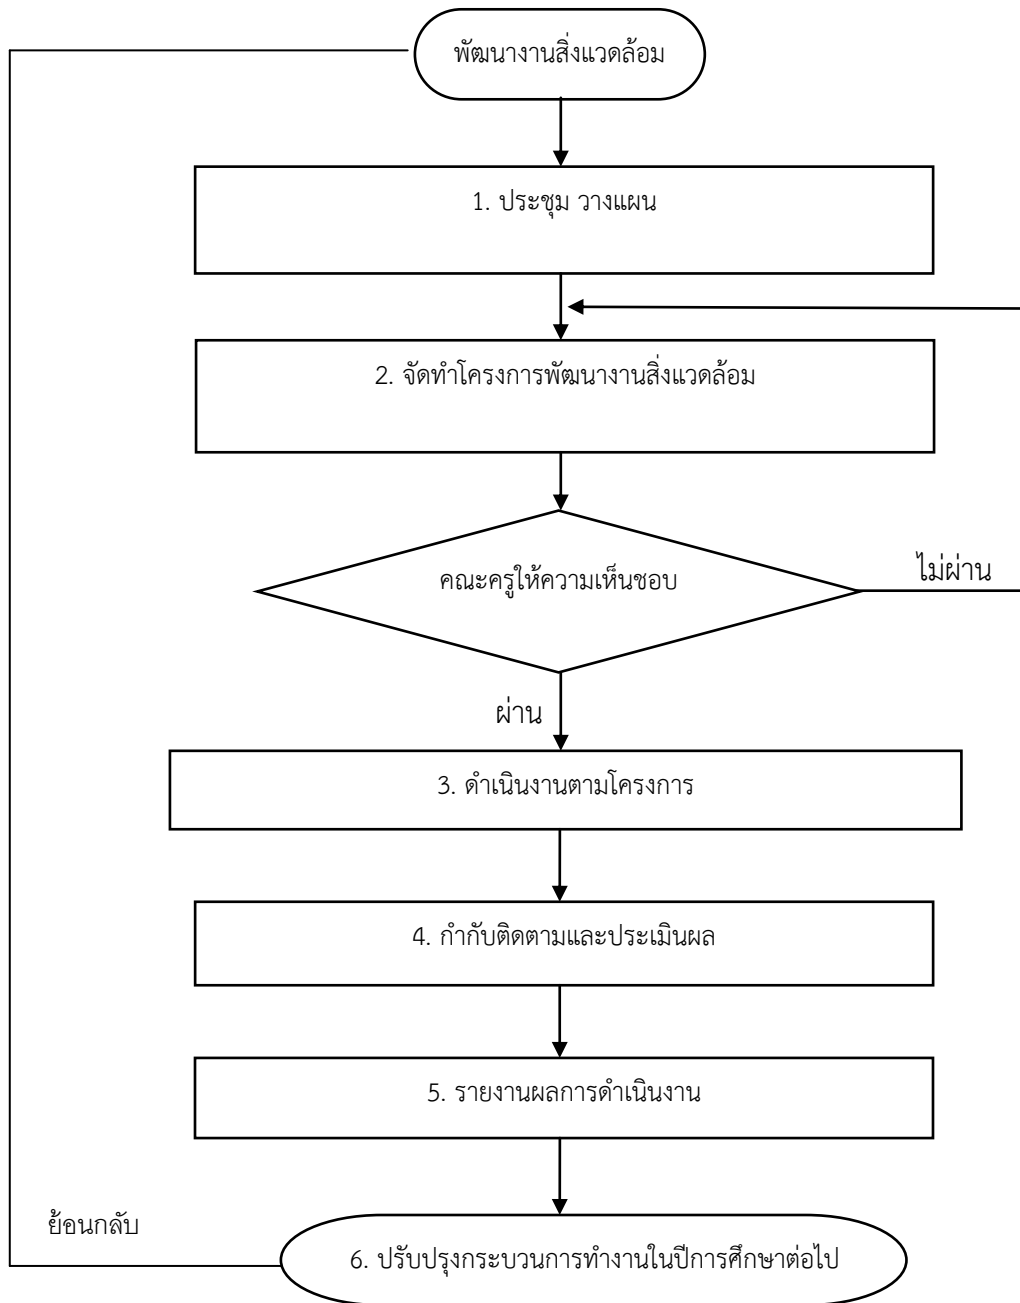 พัฒนางานสิ่งแวดล้อม
1. ประชุม วางแผน
2. จัดทำโครงการพัฒนางานสิ่งแวดล้อม
คณะครูให้ความเห็นชอบ
ไม่ผ่าน
ผ่าน
3. ดำเนินงานตามโครงการ
4. กำกับติดตามและประเมินผล
5. รายงานผลการดำเนินงาน
ย้อนกลับ
6. ปรับปรุงกระบวนการทำงานในปีการศึกษาต่อไป